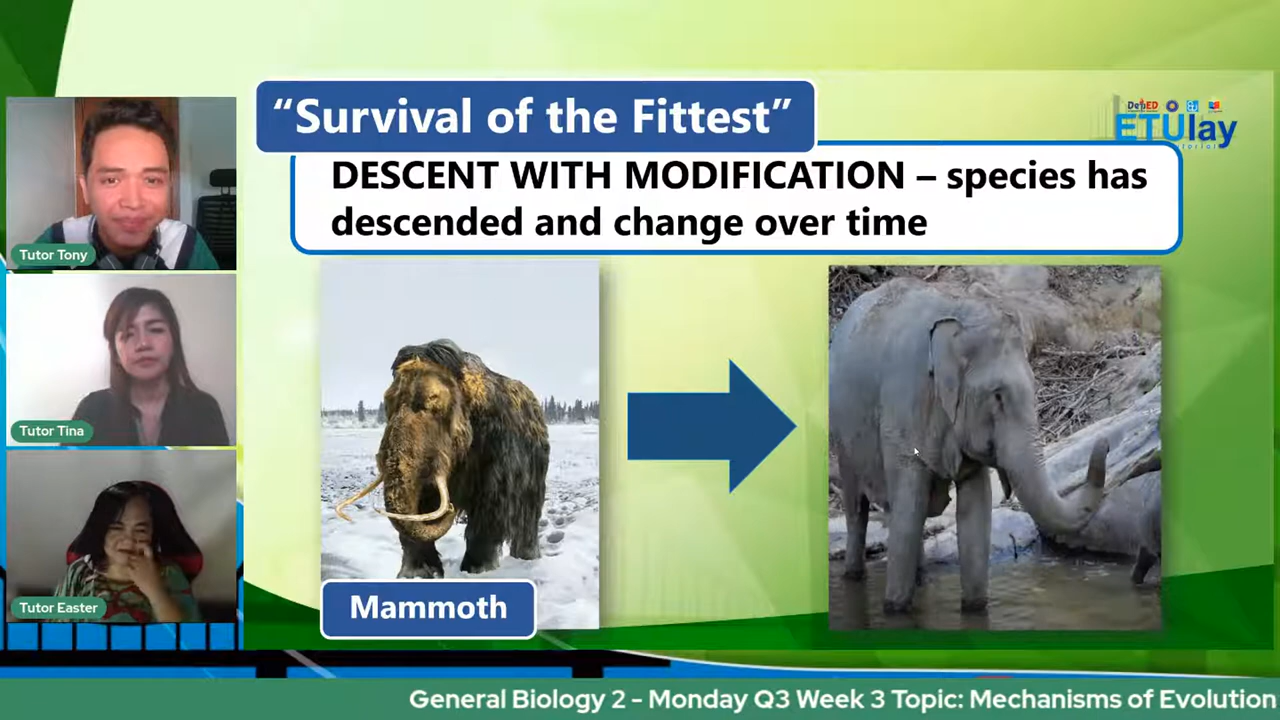 “Survival of the Fittest”
DepED
ETUlay
DESCENT WITH MODIFICATION – species has
descended and change over time
Tutor Tony
Tutor Tina
Tutor Easter
Mammoth
General Biology 2 - Monday Q3 Week 3 Topic: Mechanisms of Evolution